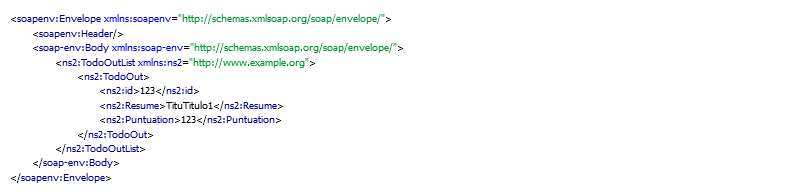 <soapenv:Envelope xmlns:soapenv="http://schemas.xmlsoap.org/soap/envelope/">
<soapenv:Header/>
<soap-env:Body xmlns:soap-env="http://schemas.xmlsoap.org/soap/envelope/">
<ns2:TodoOutList xmlns:ns2="http://www.example.org">
<ns2:TodoOut>
<ns2:id>123</ns2:id>
<ns2:Resume>TituTitulo1</ns2:Resume>
<ns2:Puntuation>123</ns2:Puntuation>
</ns2:TodoOut>
</ns2:TodoOutList>
</soap-env:Body>
</soapenv:Envelope>